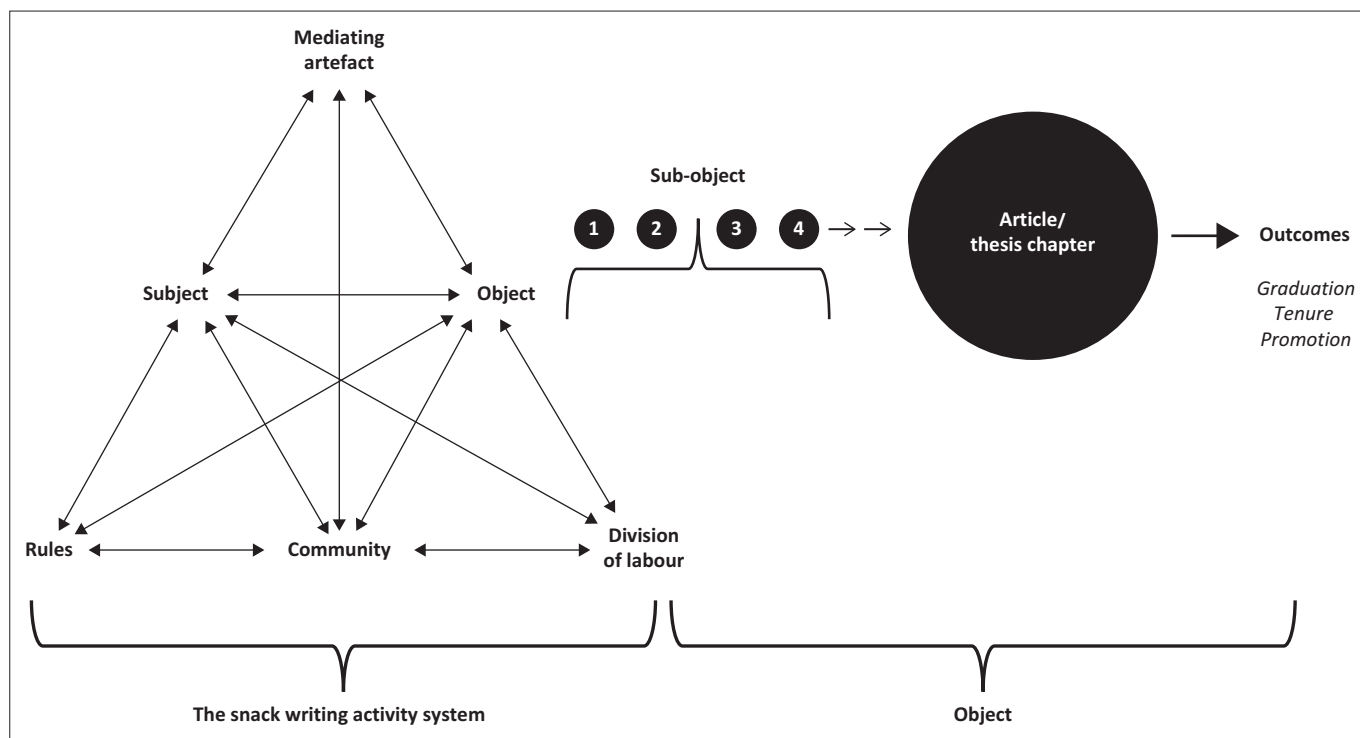 Mediating
artefact
Sub-object
1 2 3 4
Article/
thesis chapter
Outcomes
Graduation
Tenure
Promotion
Subject
Object
Rules
Community
Division
of labour
The snack writing activity system
Object